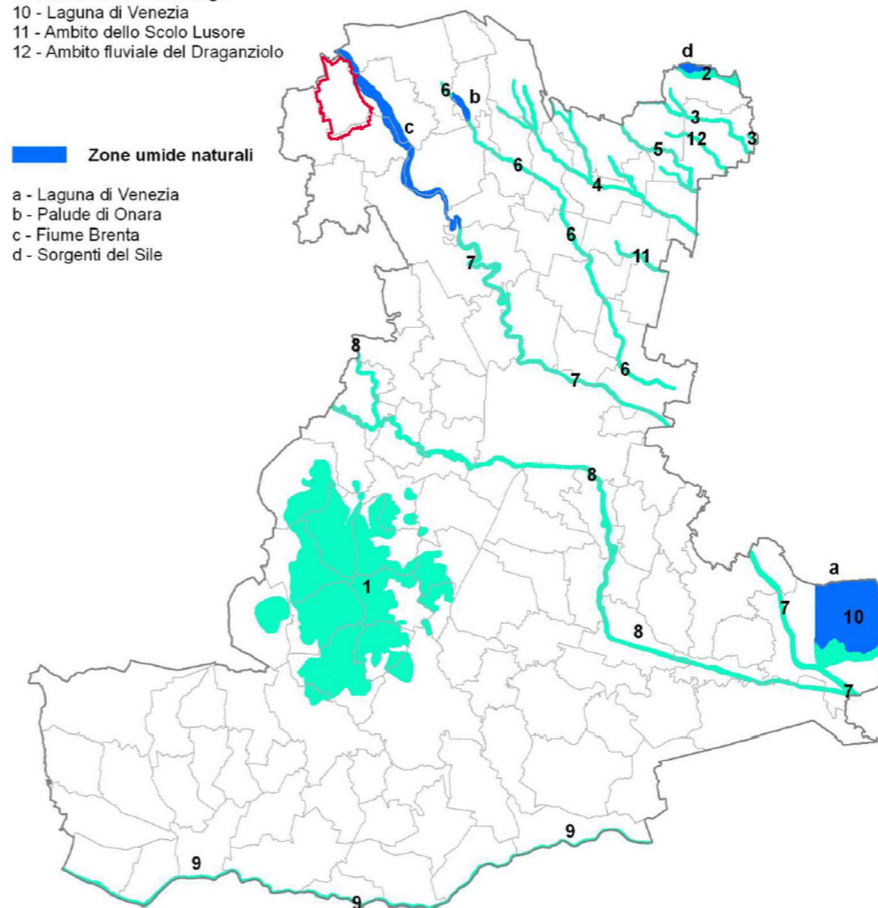 10 - Laguna di Venezia
11 - Ambito dello Scolo Lusore
12 - Ambito fluviale del Draganziolo
Zone umide naturali
a - Laguna di Venezia
b - Palude di Onara
c - Fiume Brenta
d - Sorgenti del Sile
d
2
6
b
3
c
12
3
5
6
4
6
11
7
8
6
7
8
a
1
7
10
8
7
9
9
9